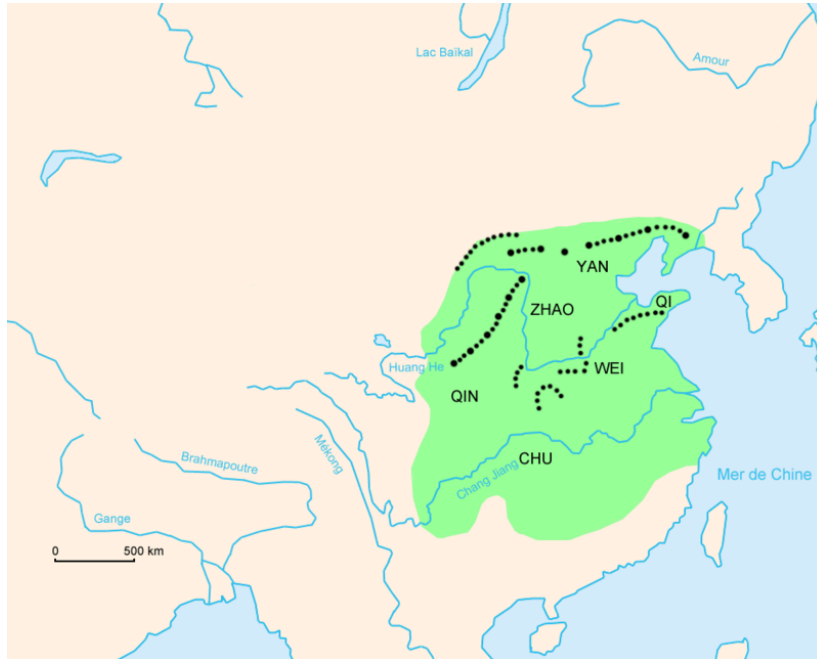 Lac Baïkal
Amour
YAN
QI
ZHAO
Huang He
WEI
QIN
Mékong
CHU
Brahmapoutre
Chang Jiang
Mer de Chine
Gange
0 500 km